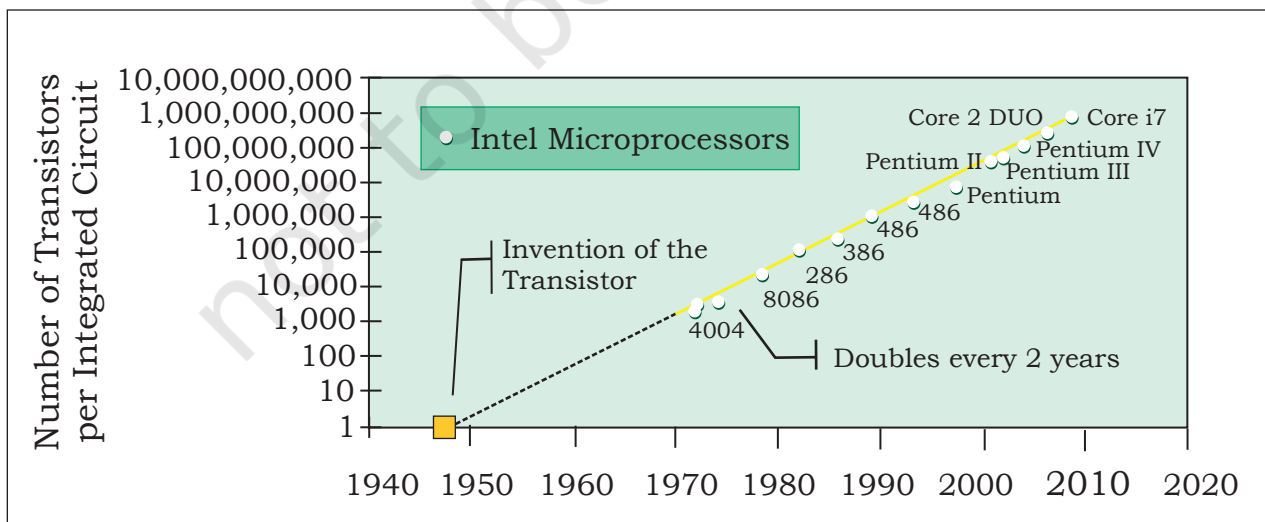 Number of Transistors
per Integrated Circuit
10,000,000,000
1,000,000,000
100,000,000
10,000,000
1,000,000
100,000
10,000
1,000
100
10
1
Intel Microprocessors
Invention of the
Transistor
4004
8086
286
386
486
486
Pentium
Pentium II
Pentium III
Pentium IV
Core 2 DUO
Core i7
Doubles every 2 years
1940 1950 1960 1970 1980 1990 2000 2010 2020
not to b